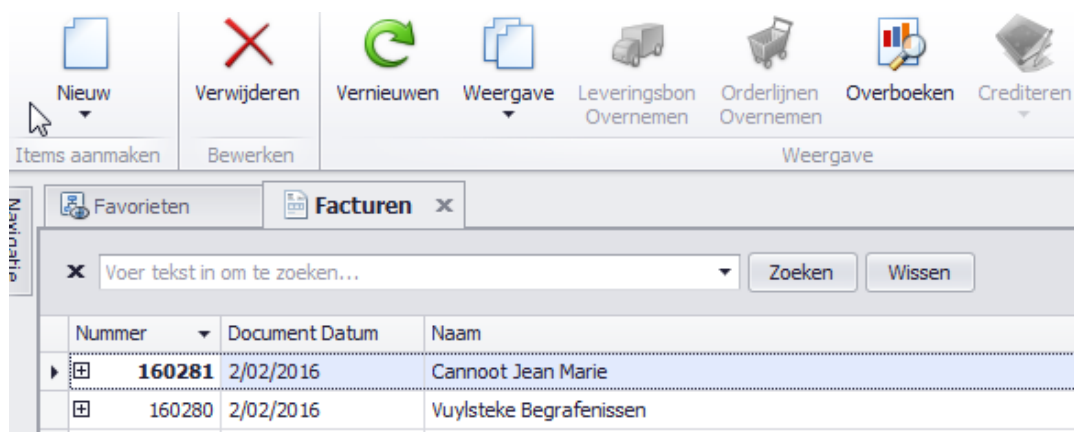 Nieuw
Verwijderen
Vernieuwen
Weergave
Leveringsbon
Overnemen
Orderlijnen
Overnemen
Overboeken
Crediteren
Items aanmaken
Bewerken
Weergave
Navigatie
Favorieten
Facturen
Voer tekst in om te zoeken...
Zoeken
Wissen
Nummer Document Datum Naam
160281 2/02/2016 Cannoot Jean Marie
160280 2/02/2016 Vuylsteke Begrafenissen